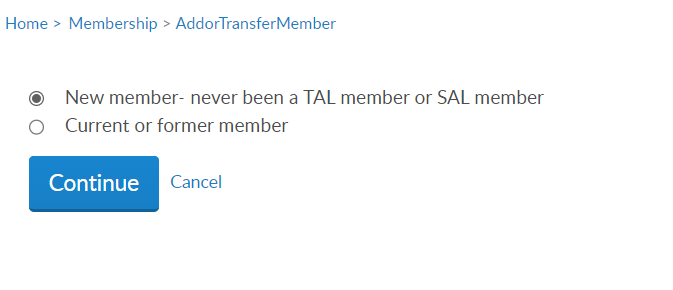 Home > Membership > AddorTransferMember
New member- never been a TAL member or SAL member
Current or former member
Continue Cancel